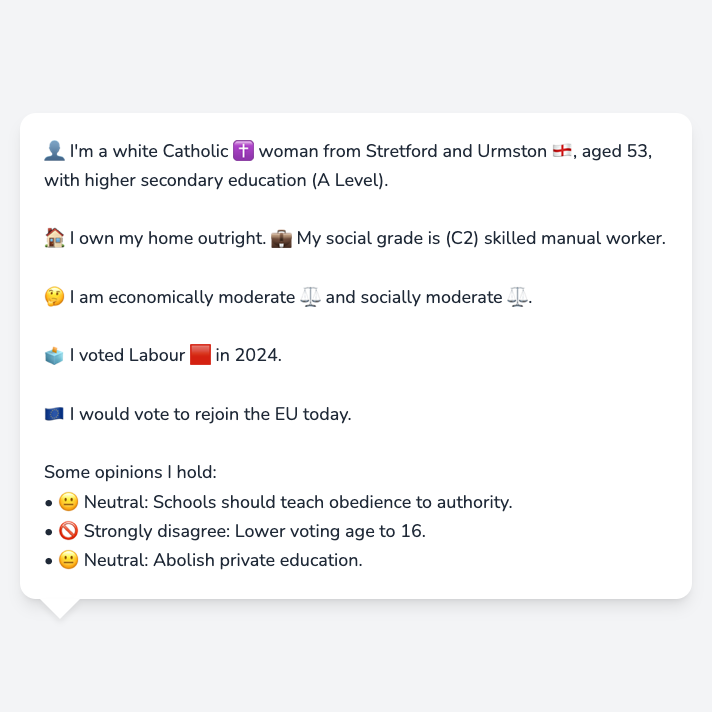 👤 I'm a white Catholic ✝️ woman from Stretford and Urmston 🏴󠁧󠁢󠁥󠁮󠁧󠁿, aged 53,
with higher secondary education (A Level).
🏠 I own my home outright. 💼 My social grade is (C2) skilled manual worker.
🤔 I am economically moderate ⚖️ and socially moderate ⚖️.
🗳️ I voted Labour 🟥 in 2024.
🇪🇺 I would vote to rejoin the EU today.
Some opinions I hold:
• 😐 Neutral: Schools should teach obedience to authority.
• 🚫 Strongly disagree: Lower voting age to 16.
• 😐 Neutral: Abolish private education.